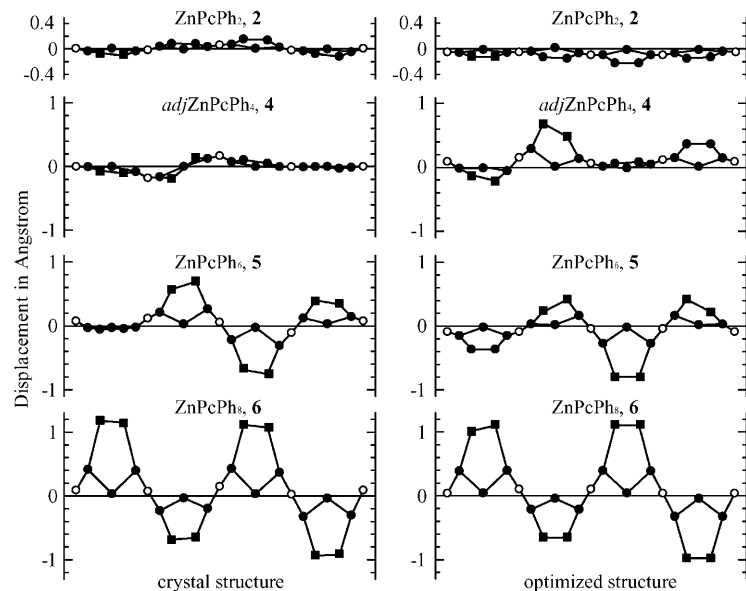 ZnPcPh₂, 2
ZnPcPh₂, 2
0.4
0
-0.4
0.4
0
-0.4
adjZnPcPh₄, 4
adjZnPcPh₄, 4
1
0
-1
1
0
-1
ZnPcPh₆, 5
ZnPcPh₆, 5
1
0
-1
1
0
-1
ZnPcPh₈, 6
ZnPcPh₈, 6
1
0
-1
1
0
-1
Displacement in Angstrom
crystal structure
optimized structure